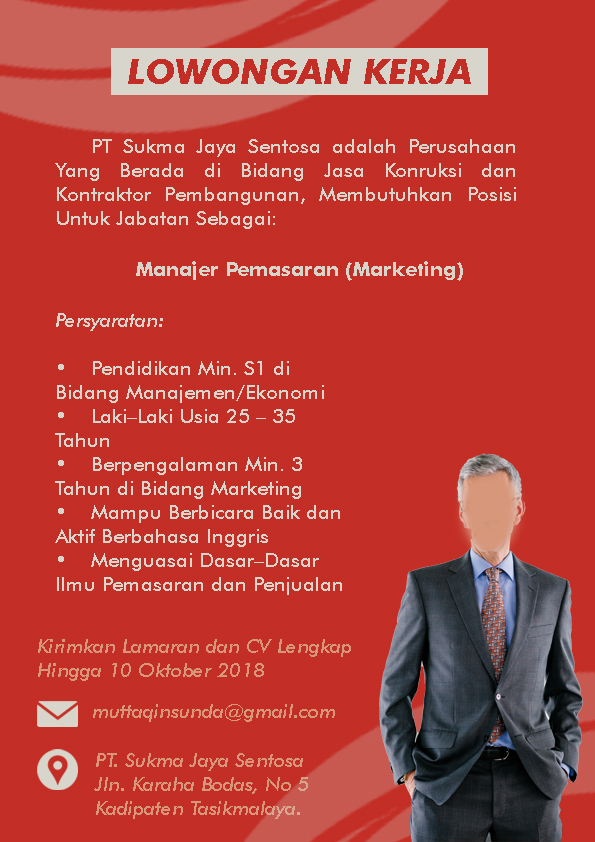 LOWONGAN KERJA
PT Sukma Jaya Sentosa adalah Perusahaan
Yang Berada di Bidang Jasa Konruksi dan
Kontraktor Pembangunan, Membutuhkan Posisi
Untuk Jabatan Sebagai:
Manajer Pemasaran (Marketing)
Persyaratan:
• Pendidikan Min. S1 di
Bidang Manajemen/Ekonomi
• Laki–Laki Usia 25 – 35
Tahun
• Berpengalaman Min. 3
Tahun di Bidang Marketing
• Mampu Berbicara Baik dan
Aktif Berbahasa Inggris
• Menguasai Dasar–Dasar
Ilmu Pemasaran dan Penjualan
Kirimkan Lamaran dan CV Lengkap
Hingga 10 Oktober 2018
muttaqinsunda@gmail.com
PT. Sukma Jaya Sentosa
Jln. Karaha Bodas, No 5
Kadipaten Tasikmalaya.